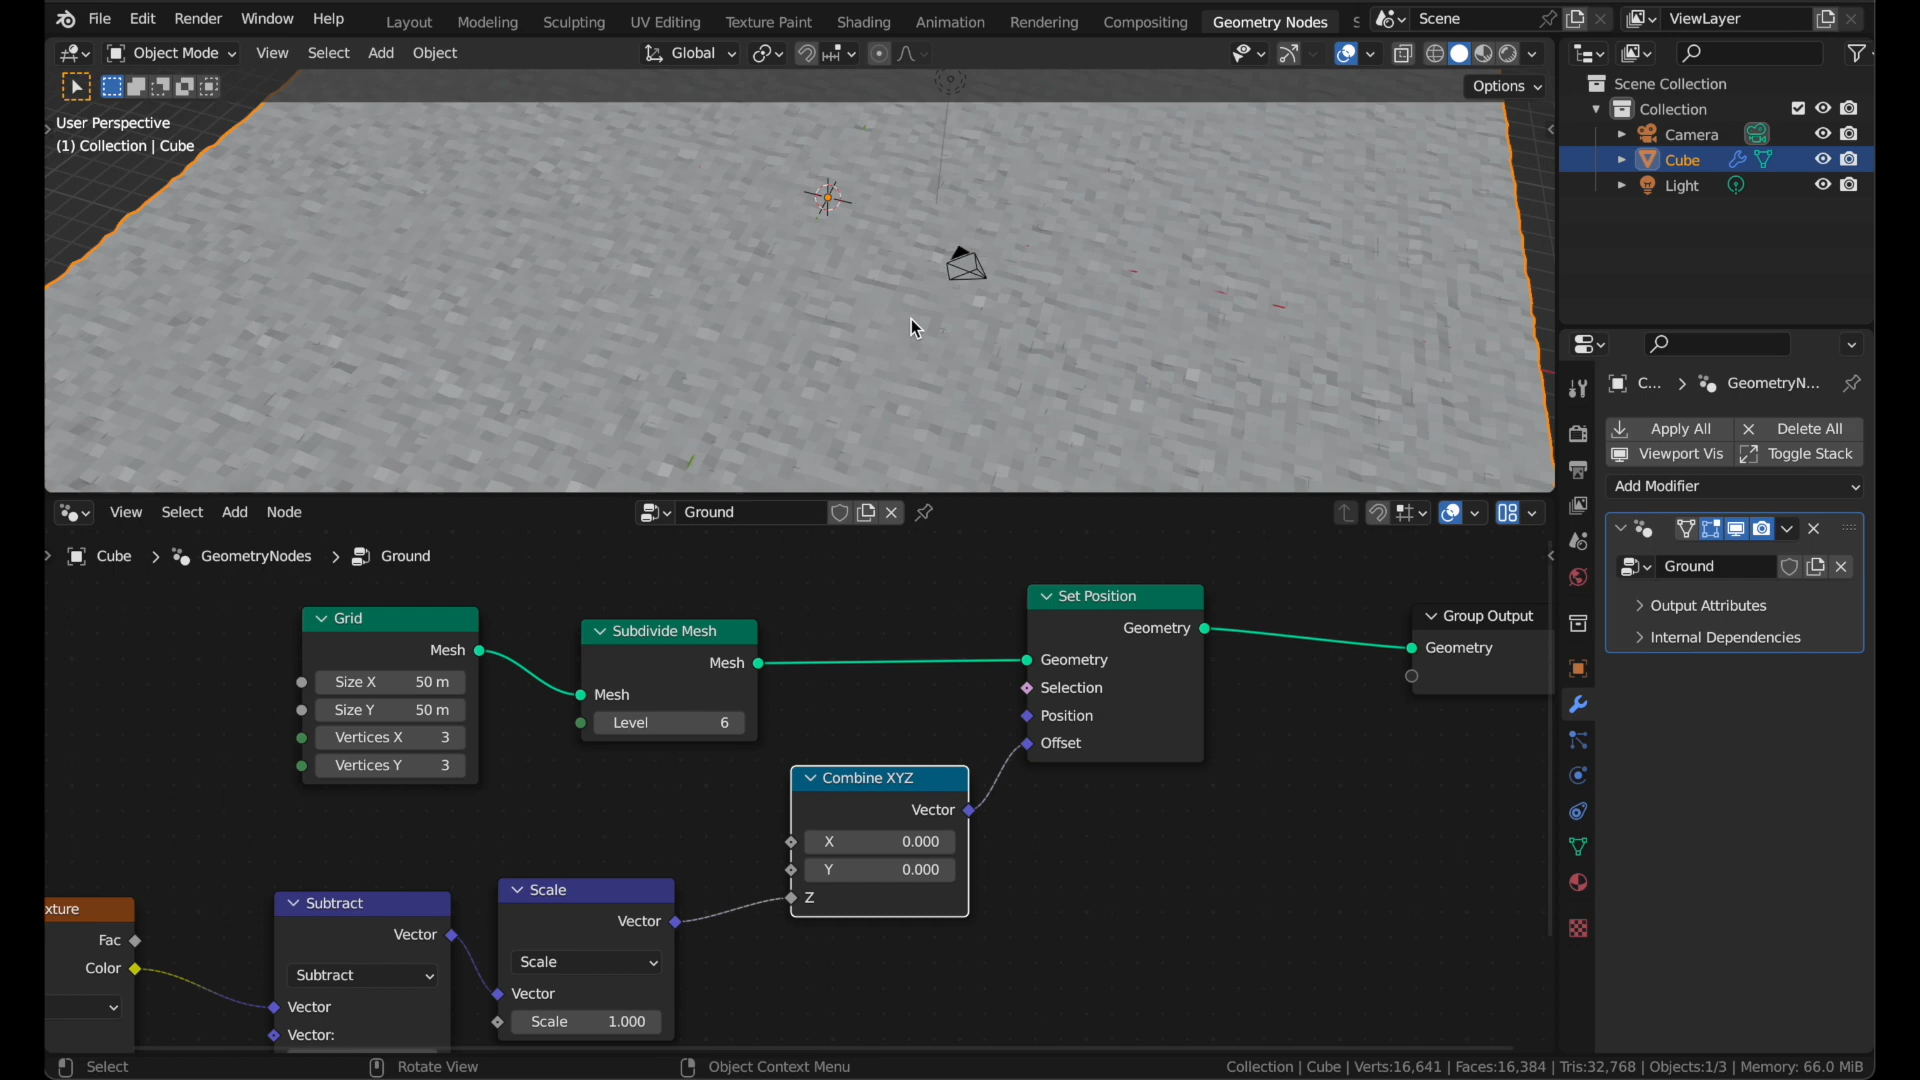 File Edit Render Window Help Layout Modeling Sculpting UV Editing Texture Paint Shading Animation Rendering Compositing Geometry Nodes S Scene ViewLayer
Object Mode View Select Add Object Global
Options
User Perspective
(1) Collection | Cube
Scene Collection
Collection
Camera
Cube
Light
C... GeometryN...
Apply All Delete All
Viewport Vis Toggle Stack
Add Modifier
Ground
Output Attributes
Internal Dependencies
View Select Add Node Ground
Cube GeometryNodes Ground
Grid
Mesh
Size X 50 m
Size Y 50 m
Vertices X 3
Vertices Y 3
Subdivide Mesh
Mesh
Mesh
Level 6
Set Position
Geometry
Geometry
Selection
Position
Offset
Group Output
Geometry
Combine XYZ
Vector
X 0.000
Y 0.000
Z
xture
Fac
Color
Subtract
Vector
Subtract
Vector
Vector:
Scale
Vector
Scale
Vector
Scale 1.000
Select Rotate View Object Context Menu Collection | Cube | Verts:16,641 | Faces:16,384 | Tris:32,768 | Objects:1/3 | Memory: 66.0 MiB